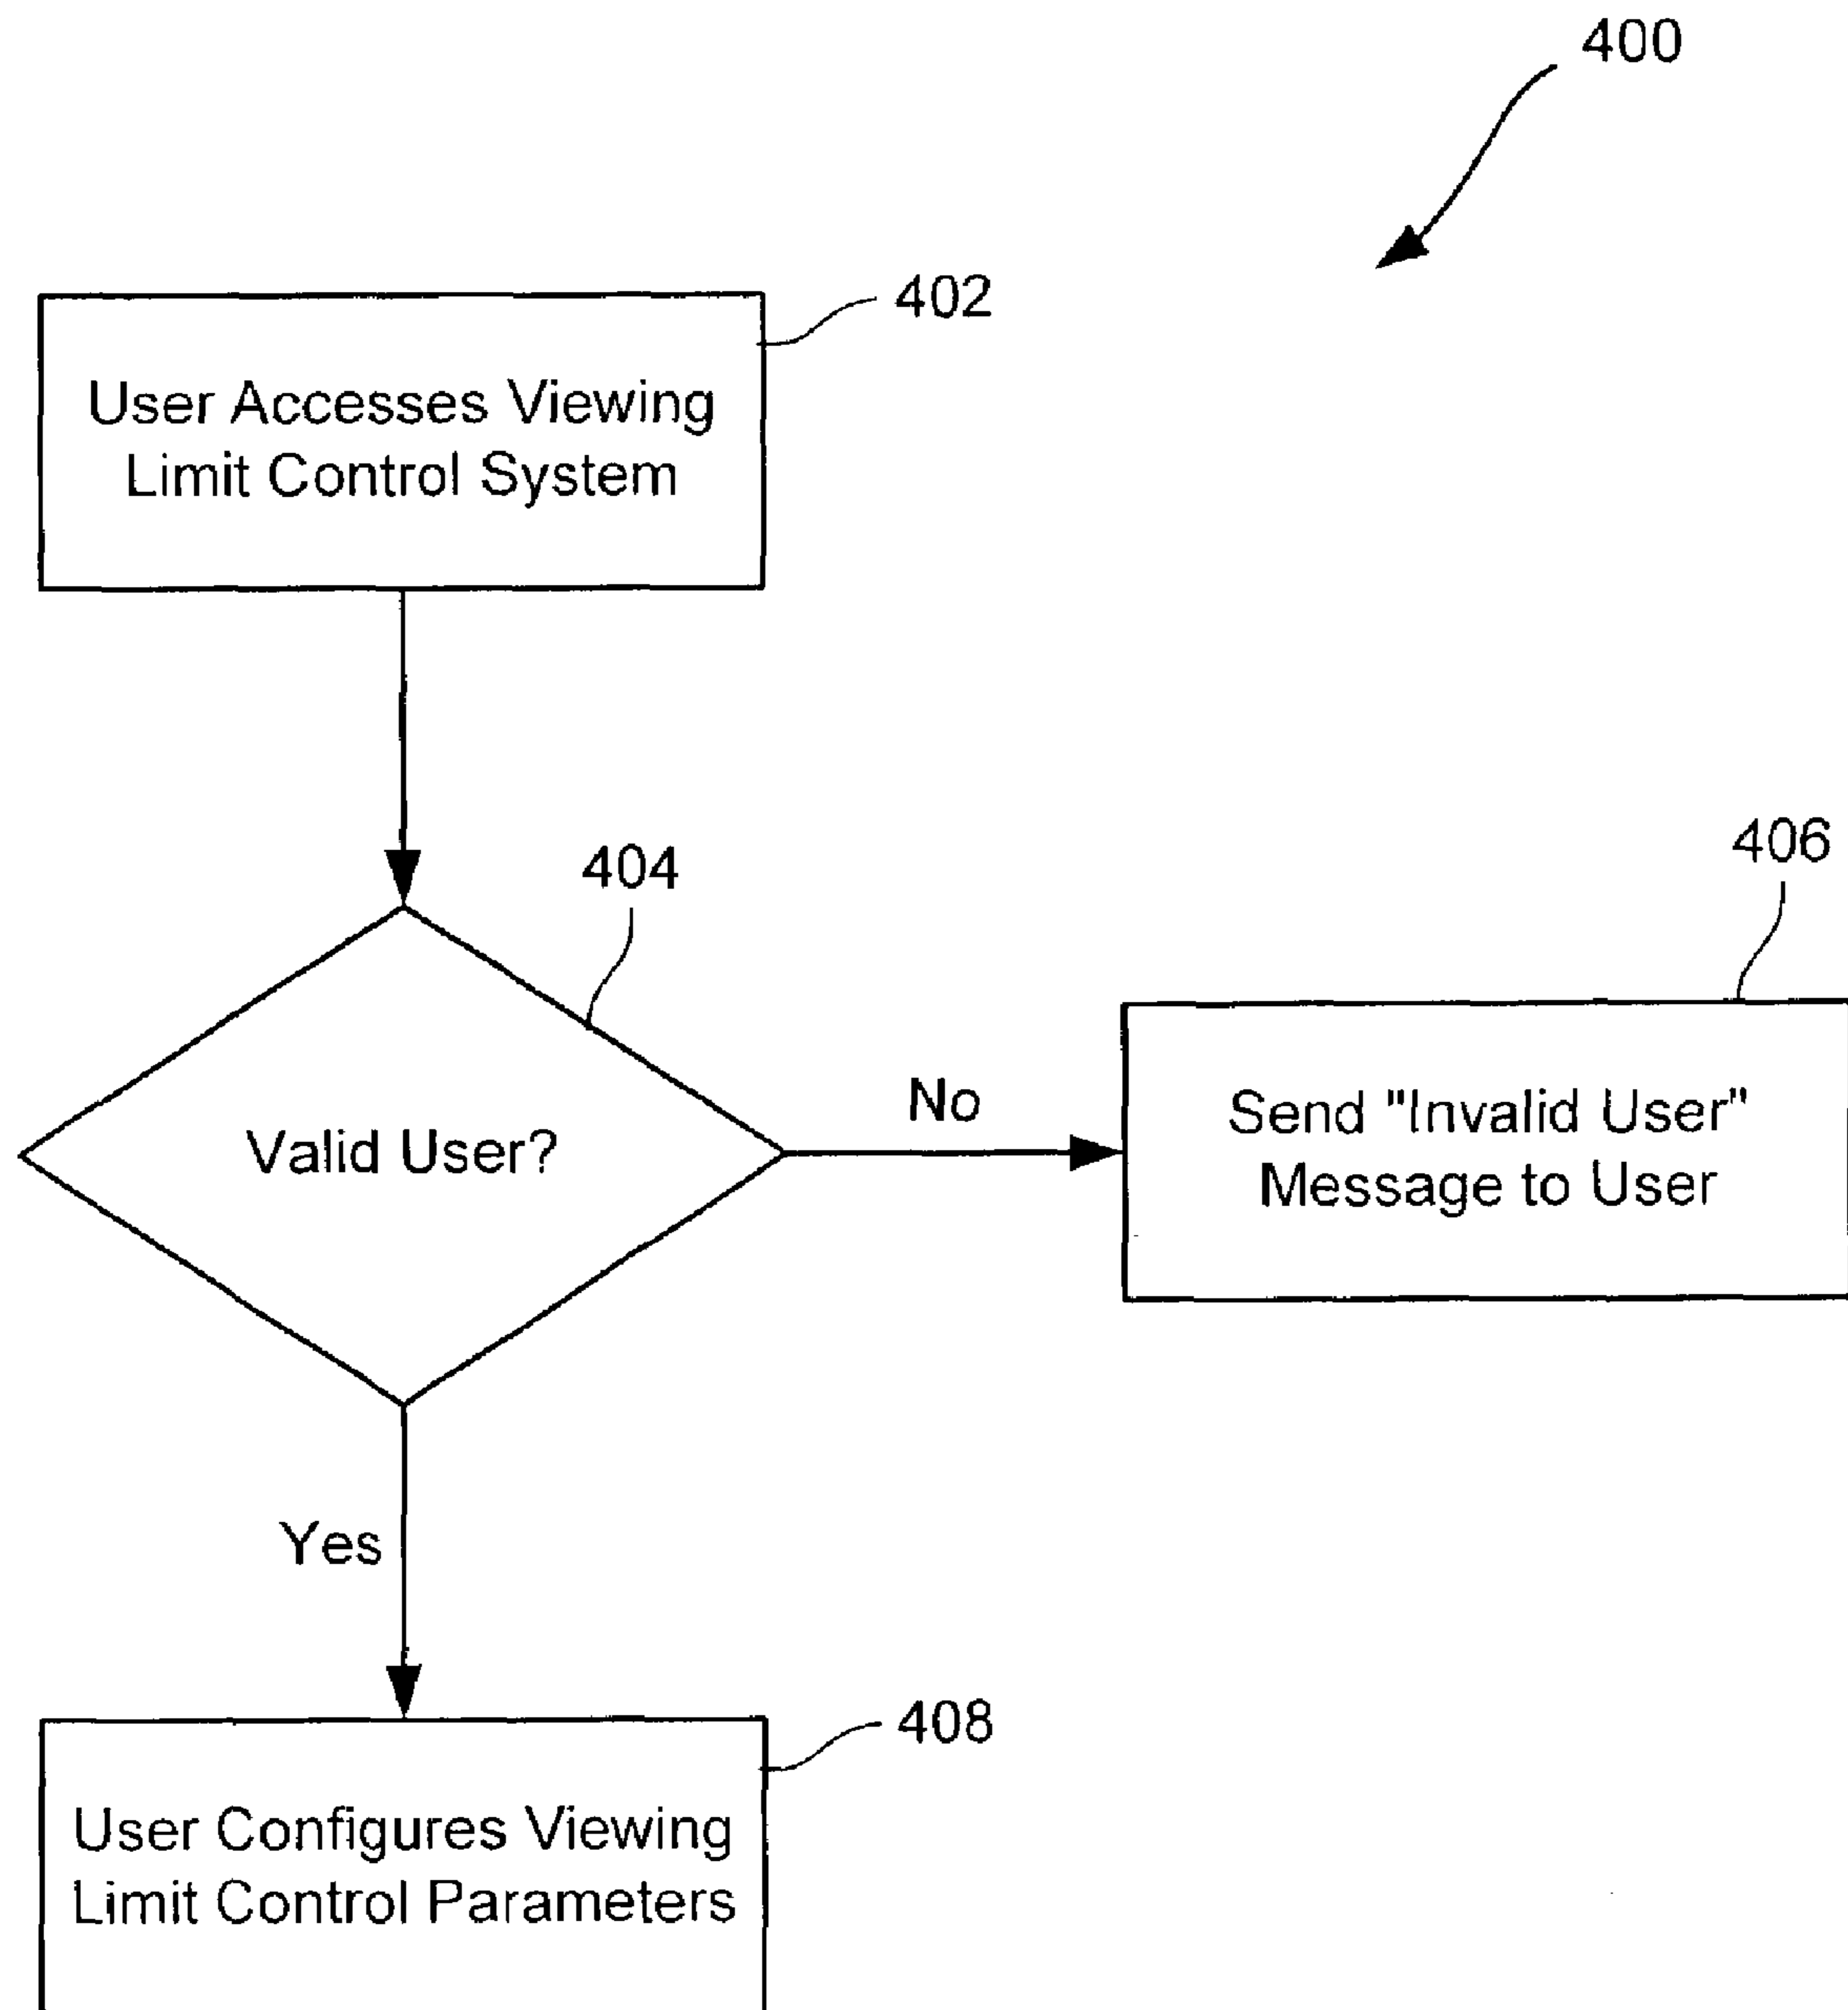 400
402
User Accesses Viewing
Limit Control System
404
Valid User?
No
406
Send "Invalid User"
Message to User
Yes
408
User Configures Viewing
Limit Control Parameters